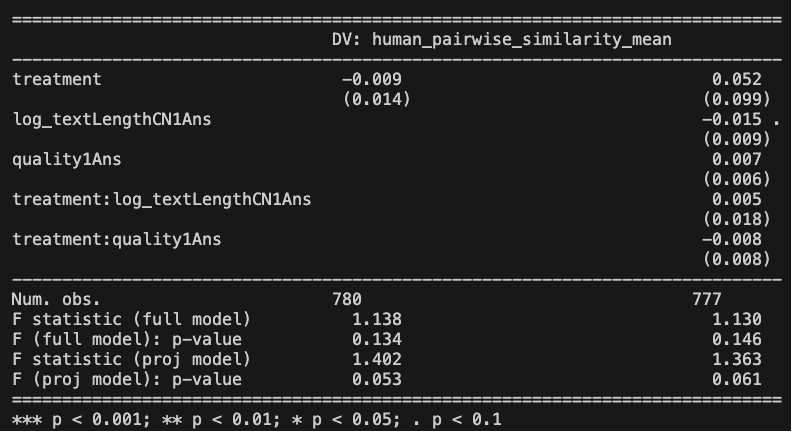 ==========================================================================
                               DV: human_pairwise_similarity_mean
--------------------------------------------------------------------------
treatment                       -0.009                              0.052
                                (0.014)                            (0.099)
log_textLengthCN1Ans                                               -0.015 .
                                                                   (0.009)
quality1Ans                                                         0.007
                                                                   (0.006)
treatment:log_textLengthCN1Ans                                      0.005
                                                                   (0.018)
treatment:quality1Ans                                              -0.008
                                                                   (0.008)
--------------------------------------------------------------------------
Num. obs.                      780                                777
F statistic (full model)         1.138                              1.130
F (full model): p-value          0.134                              0.146
F statistic (proj model)         1.402                              1.363
F (proj model): p-value          0.053                              0.061
==========================================================================
*** p < 0.001; ** p < 0.01; * p < 0.05; . p < 0.1